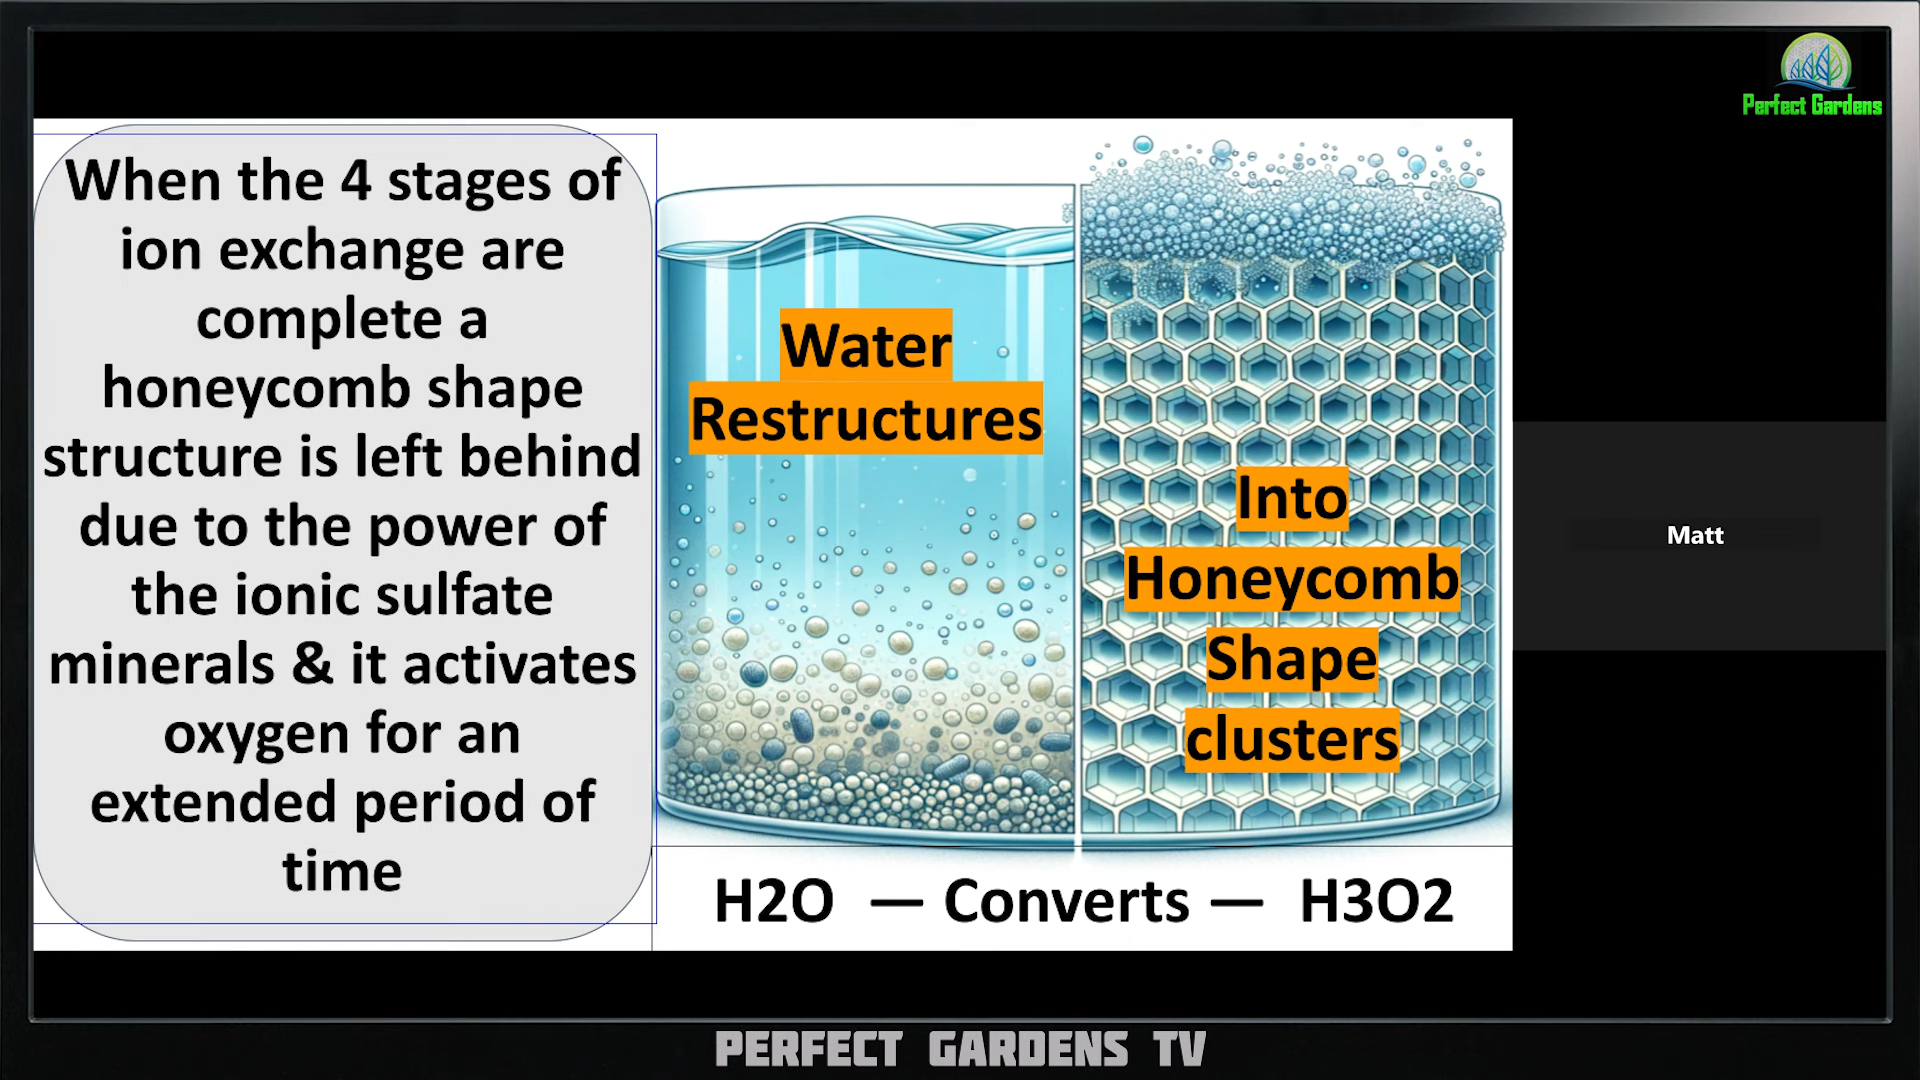 Perfect Gardens
When the 4 stages of
ion exchange are
complete a
honeycomb shape
structure is left behind
due to the power of
the ionic sulfate
minerals & it activates
oxygen for an
extended period of
time
Water
Restructures
Into
Honeycomb
Shape
clusters
H2O — Converts — H3O2
Matt
PERFECT GARDENS TV